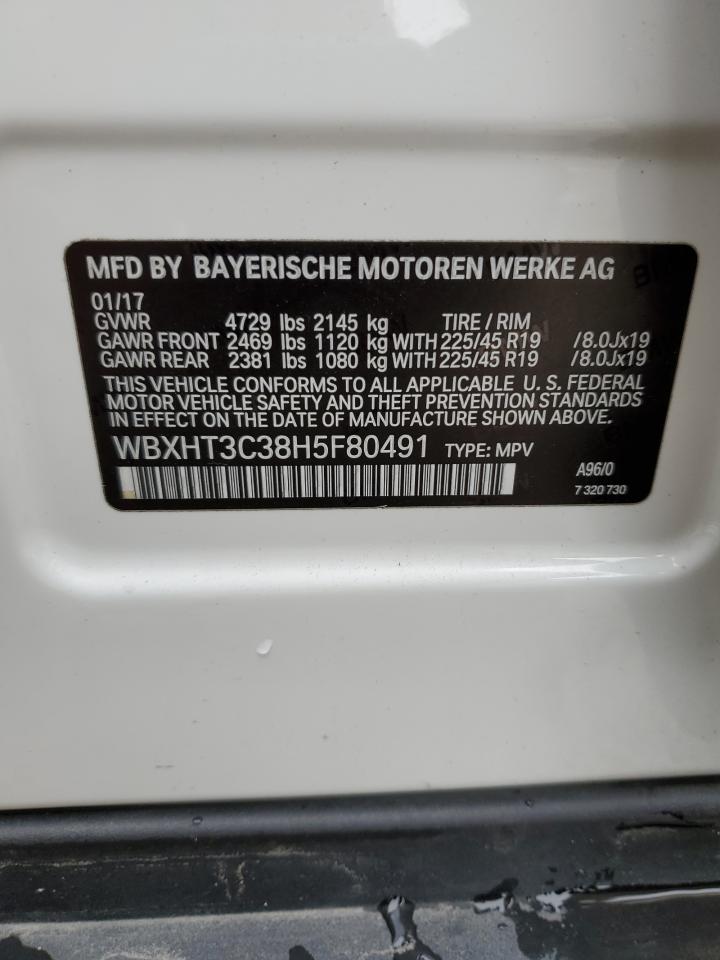 MFD BY BAYERISCHE MOTOREN WERKE AG
01/17
GVWR 4729 lbs 2145 kg TIRE / RIM
GAWR FRONT 2469 lbs 1120 kg WITH 225/45 R19 /8.0Jx19
GAWR REAR 2381 lbs 1080 kg WITH 225/45 R19 /8.0Jx19
THIS VEHICLE CONFORMS TO ALL APPLICABLE U. S. FEDERAL
MOTOR VEHICLE SAFETY AND THEFT PREVENTION STANDARDS
IN EFFECT ON THE DATE OF MANUFACTURE SHOWN ABOVE.
WBXHT3C38H5F80491 TYPE: MPV
A96/0
7 320 730